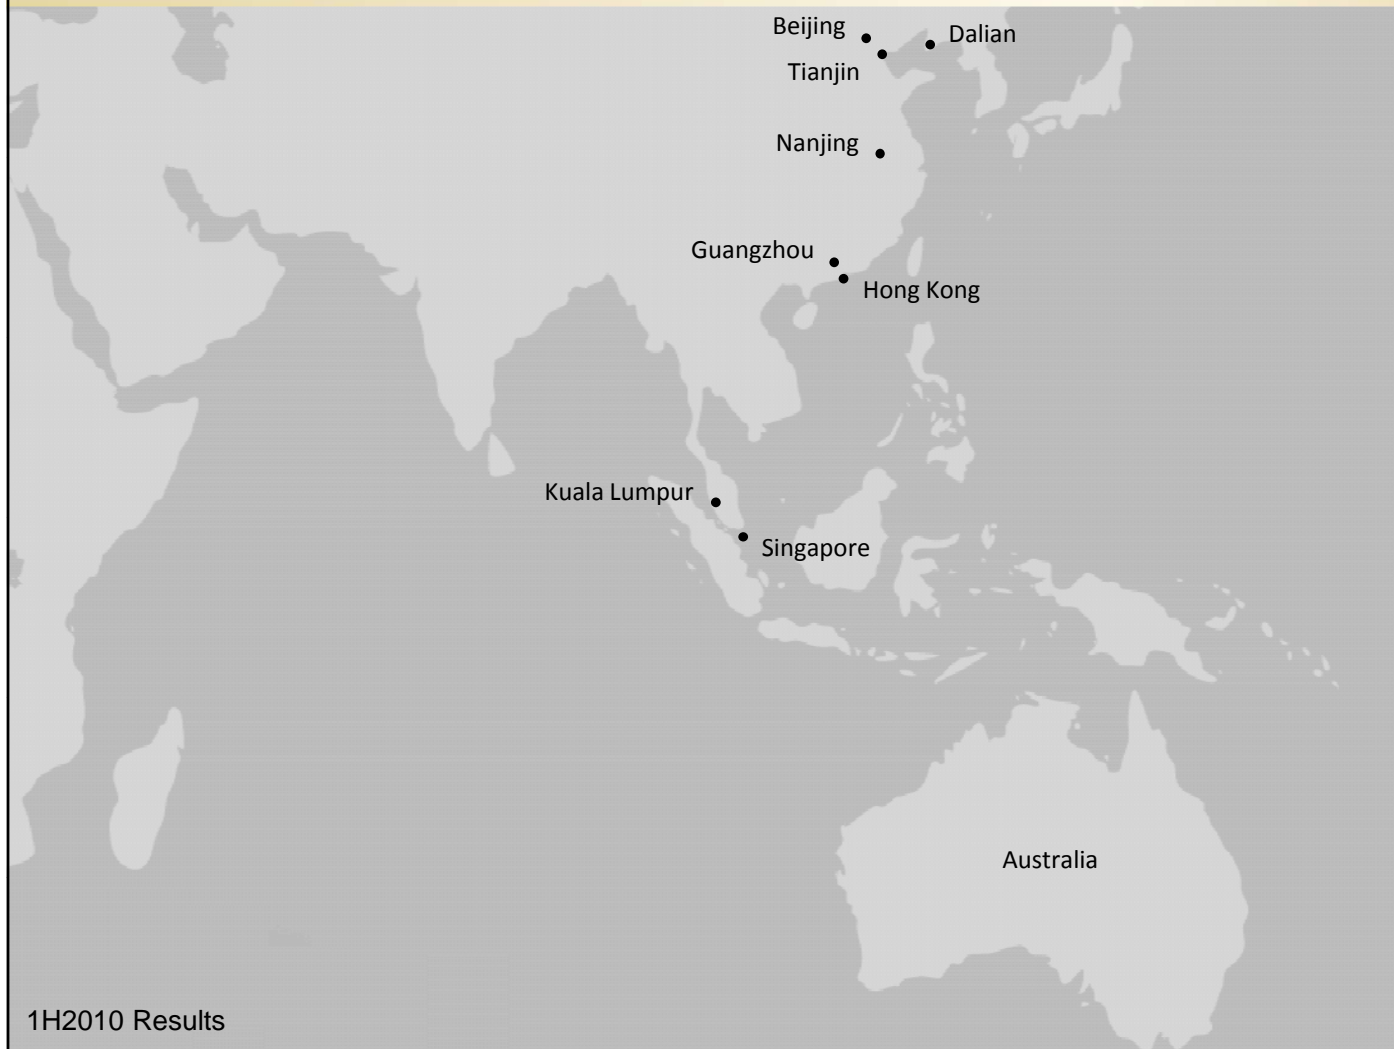 Beijing
Dalian
Tianjin
Nanjing
Guangzhou
Hong Kong
Kuala Lumpur
Singapore
Australia
1H2010 Results